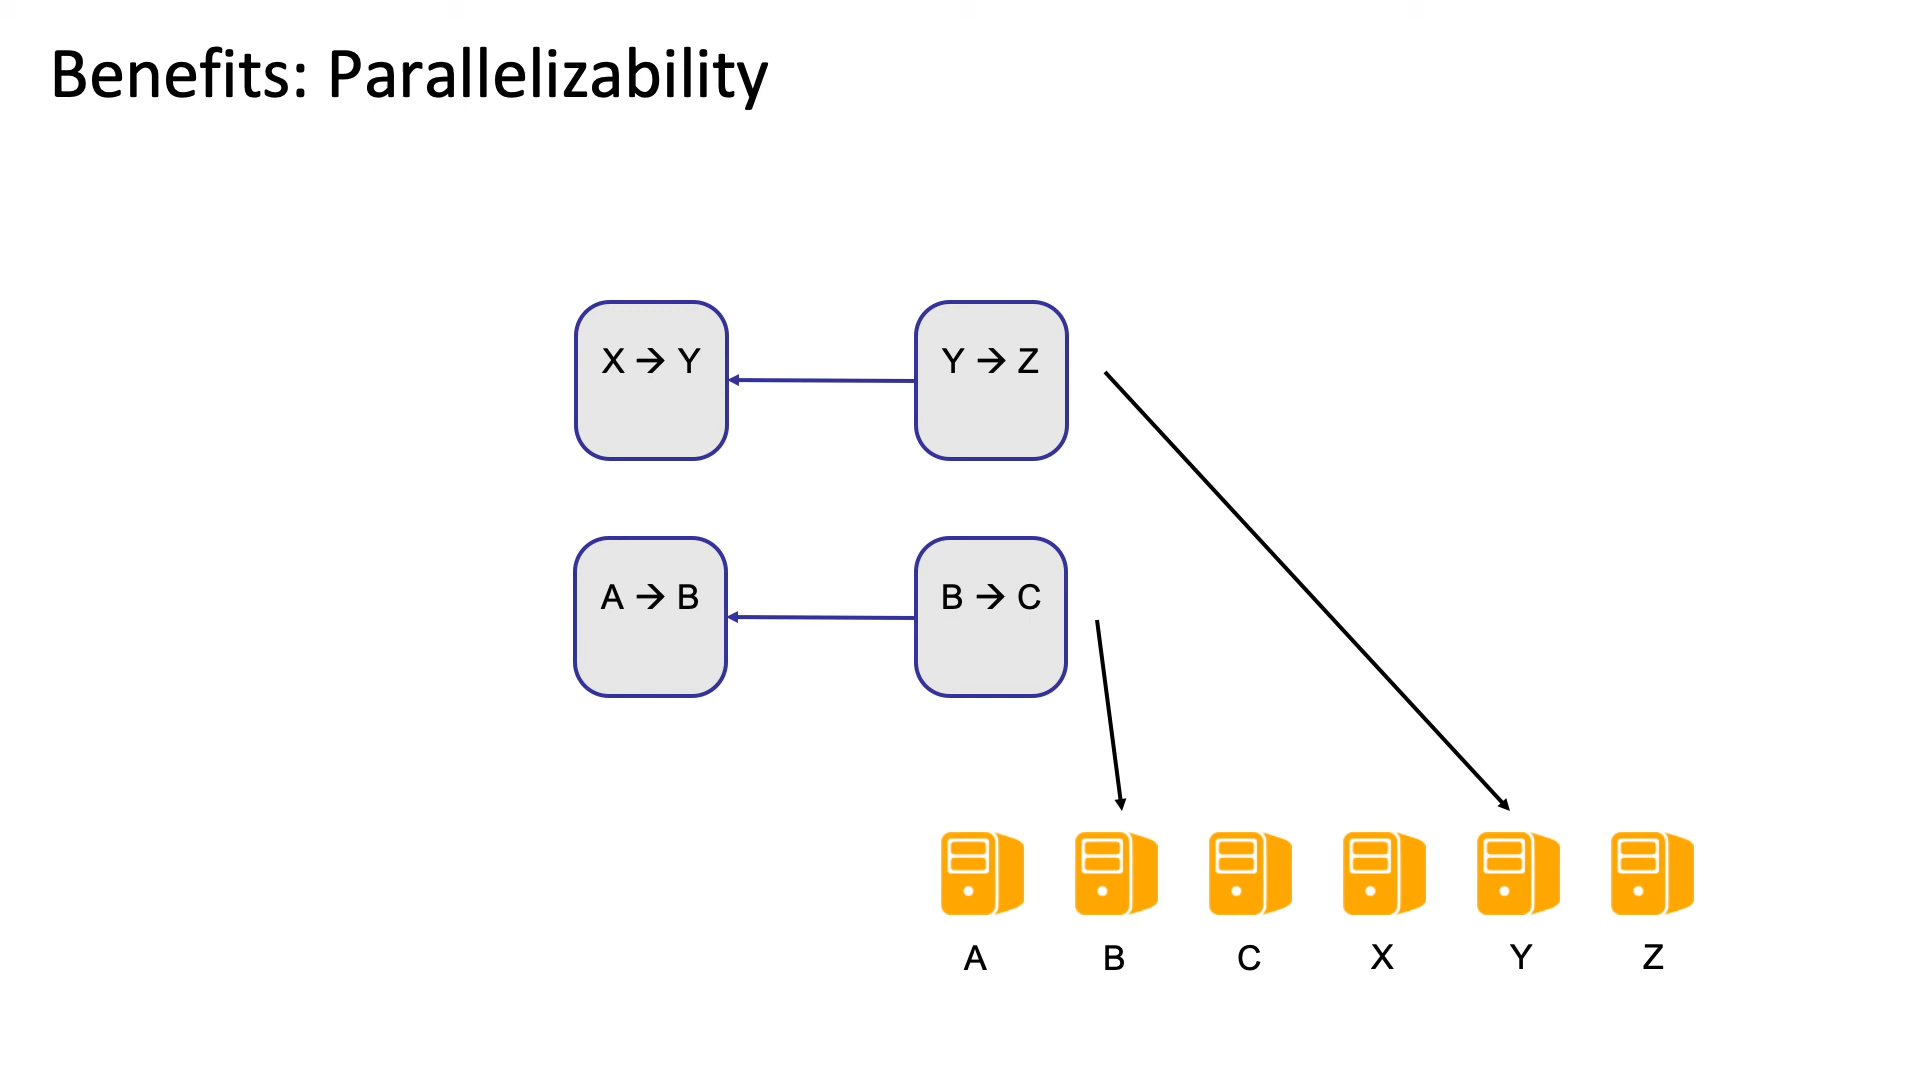 Benefits: Parallelizability
X → Y
Y → Z
A → B
B → C
A
B
C
X
Y
Z